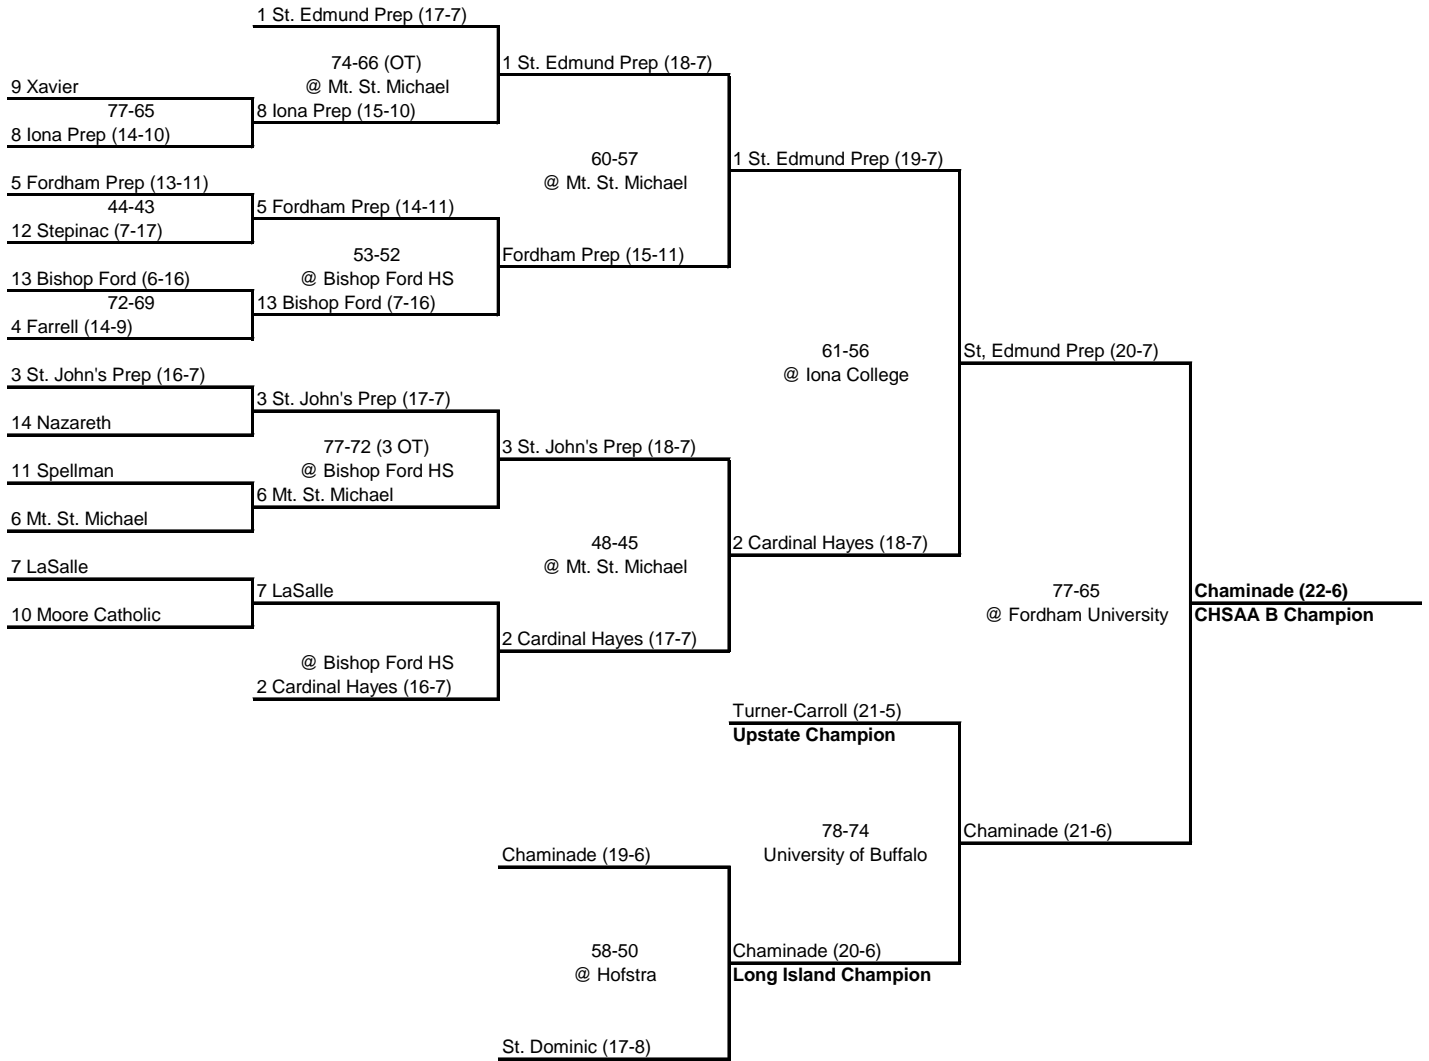 1 St. Edmund Prep (17-7)
74-66 (OT)
@ Mt. St. Michael
1 St. Edmund Prep (18-7)
9 Xavier
77-65
8 Iona Prep (15-10)
8 Iona Prep (14-10)
60-57
@ Mt. St. Michael
1 St. Edmund Prep (19-7)
5 Fordham Prep (13-11)
44-43
5 Fordham Prep (14-11)
12 Stepinac (7-17)
53-52
@ Bishop Ford HS
Fordham Prep (15-11)
13 Bishop Ford (6-16)
72-69
13 Bishop Ford (7-16)
4 Farrell (14-9)
61-56
@ Iona College
St, Edmund Prep (20-7)
3 St. John's Prep (16-7)
3 St. John's Prep (17-7)
14 Nazareth
77-72 (3 OT)
@ Bishop Ford HS
3 St. John's Prep (18-7)
11 Spellman
6 Mt. St. Michael
6 Mt. St. Michael
48-45
@ Mt. St. Michael
2 Cardinal Hayes (18-7)
7 LaSalle
7 LaSalle
10 Moore Catholic
77-65
@ Fordham University
Chaminade (22-6)
CHSAA B Champion
2 Cardinal Hayes (17-7)
@ Bishop Ford HS
2 Cardinal Hayes (16-7)
Turner-Carroll (21-5)
Upstate Champion
78-74
University of Buffalo
Chaminade (21-6)
Chaminade (19-6)
58-50
@ Hofstra
Chaminade (20-6)
Long Island Champion
St. Dominic (17-8)